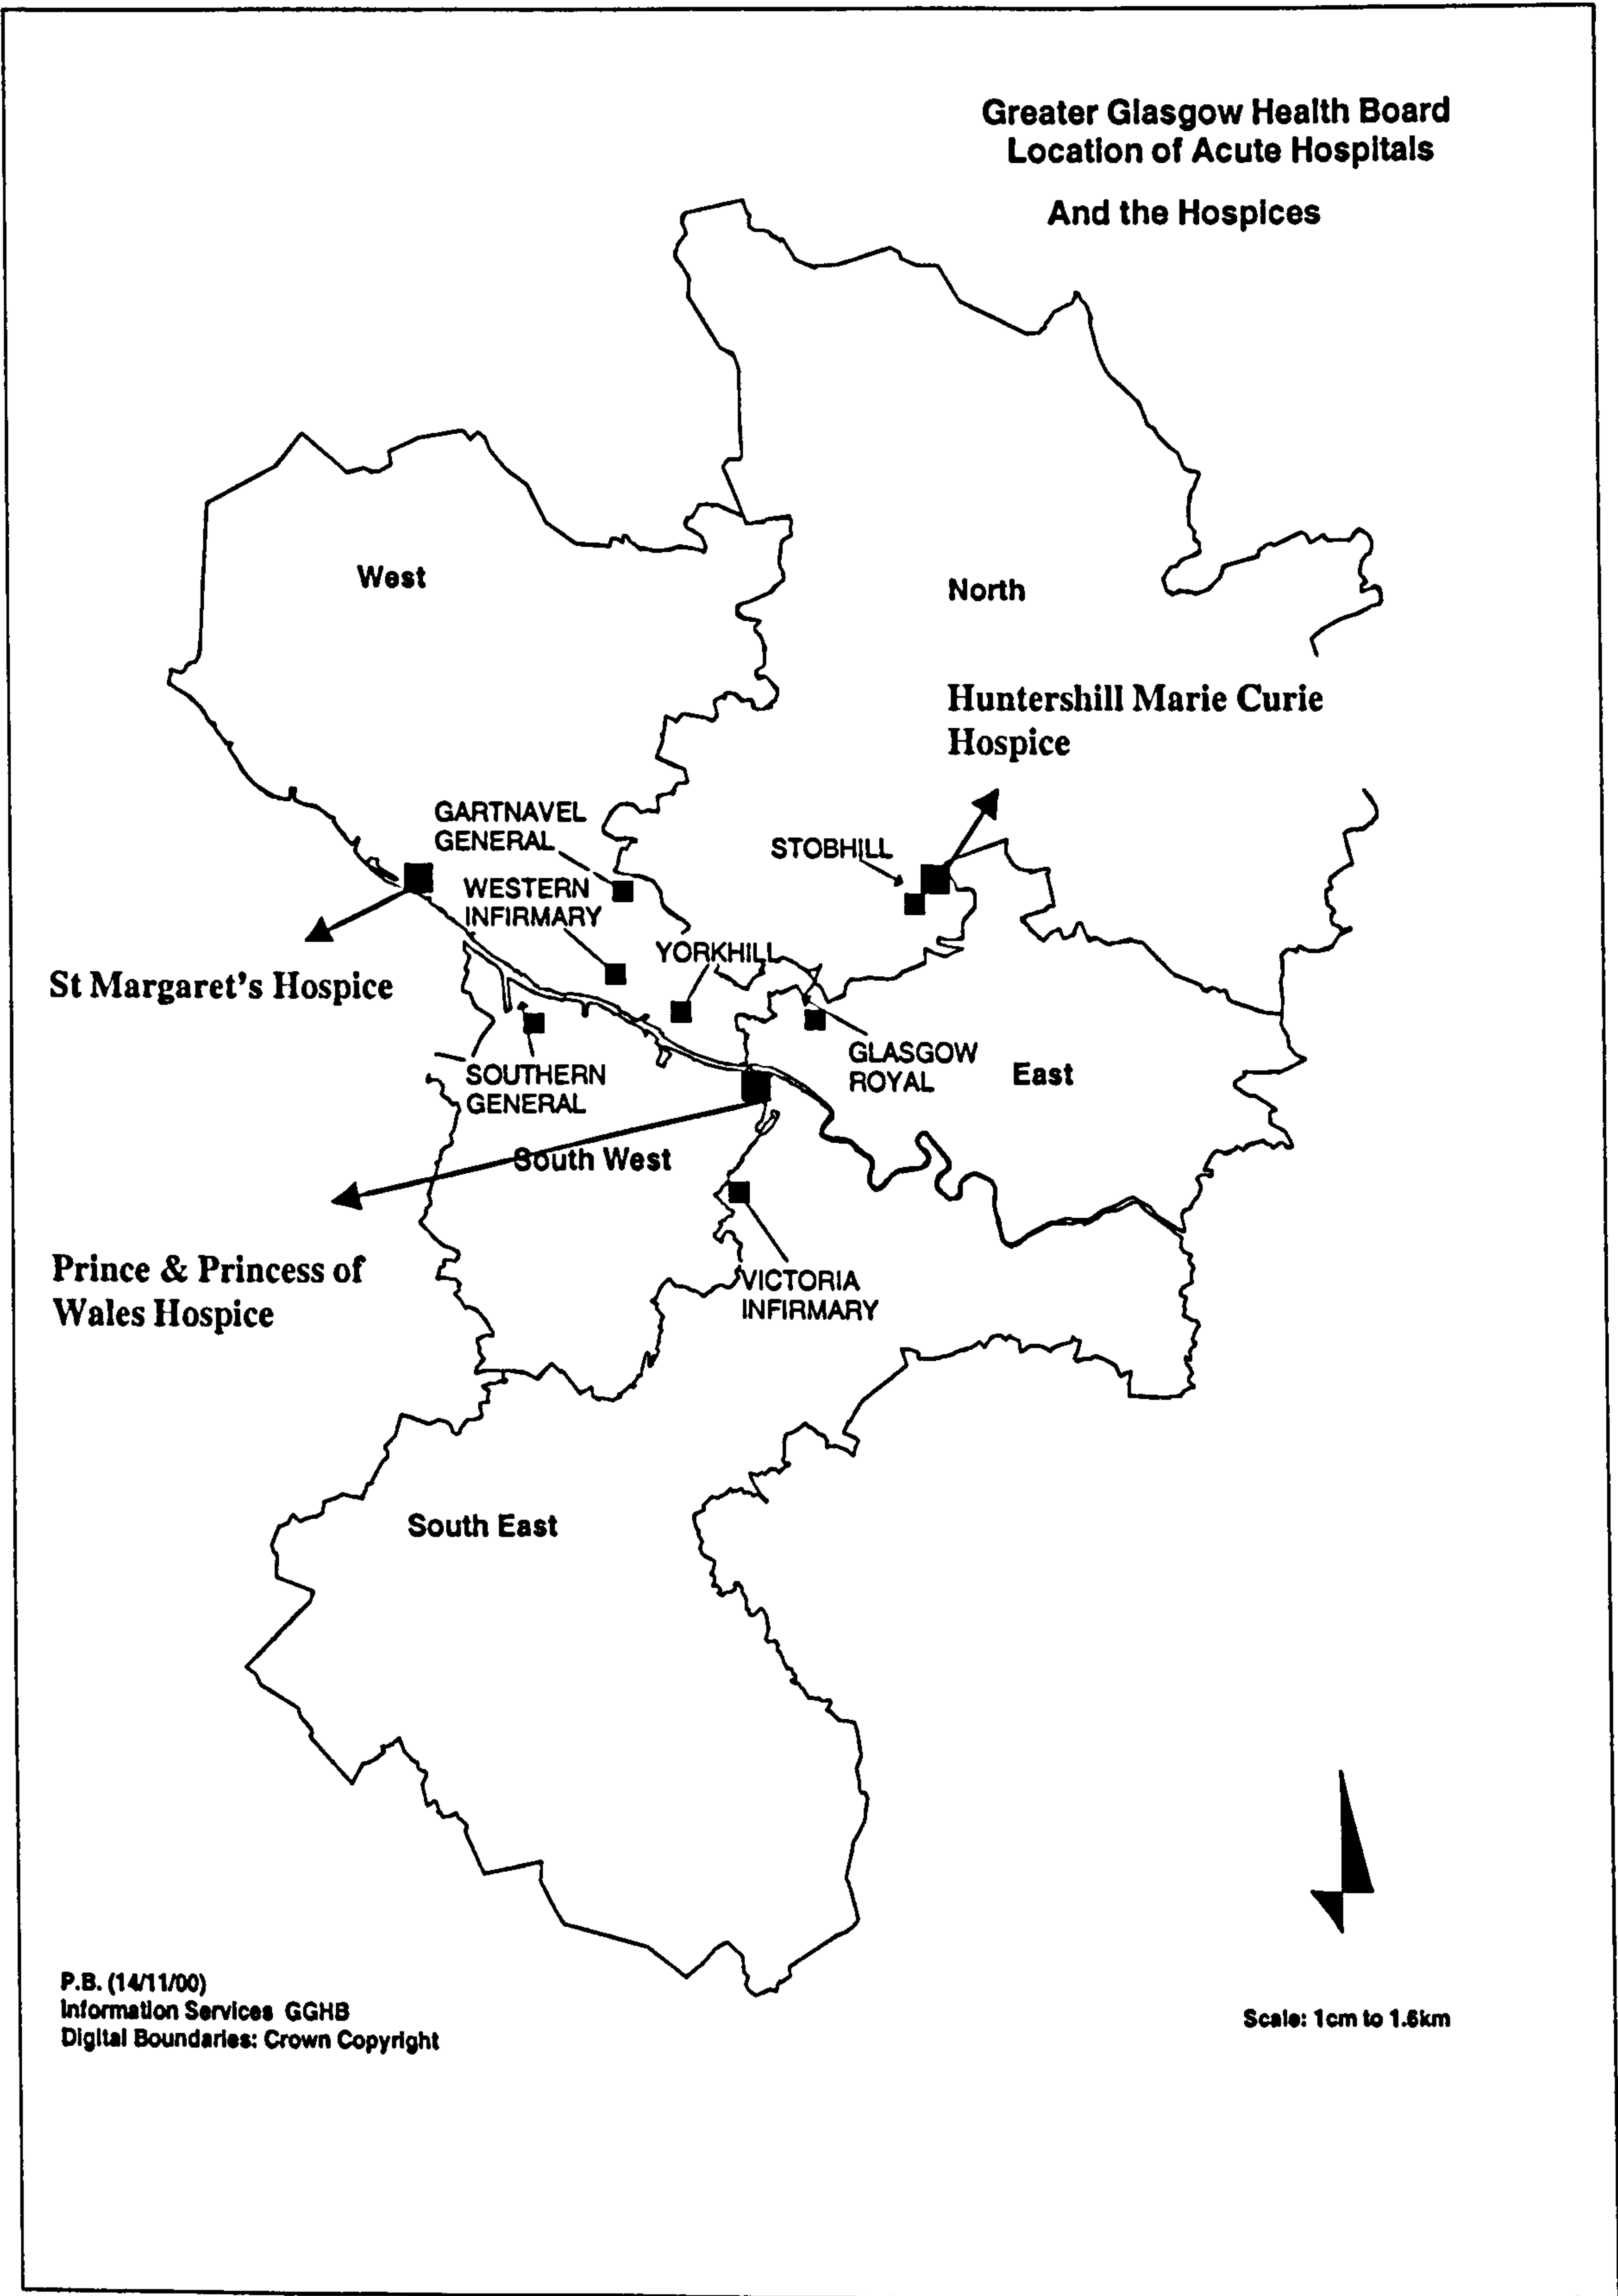 Greater Glasgow Health Board
Location of Acute Hospitals
And the Hospices
West
North
Huntershill Marie Curie
Hospice
GARTNAVEL
GENERAL
STOBHILL
WESTERN
INFIRMARY
YORKHILL
St Margaret's Hospice
GLASGOW
ROYAL
East
SOUTHERN
GENERAL
South West
Prince & Princess of
Wales Hospice
VICTORIA
INFIRMARY
South East
P.B. (14/11/00)
Information Services GGHB
Digital Boundaries: Crown Copyright
Scale: 1cm to 1.6km